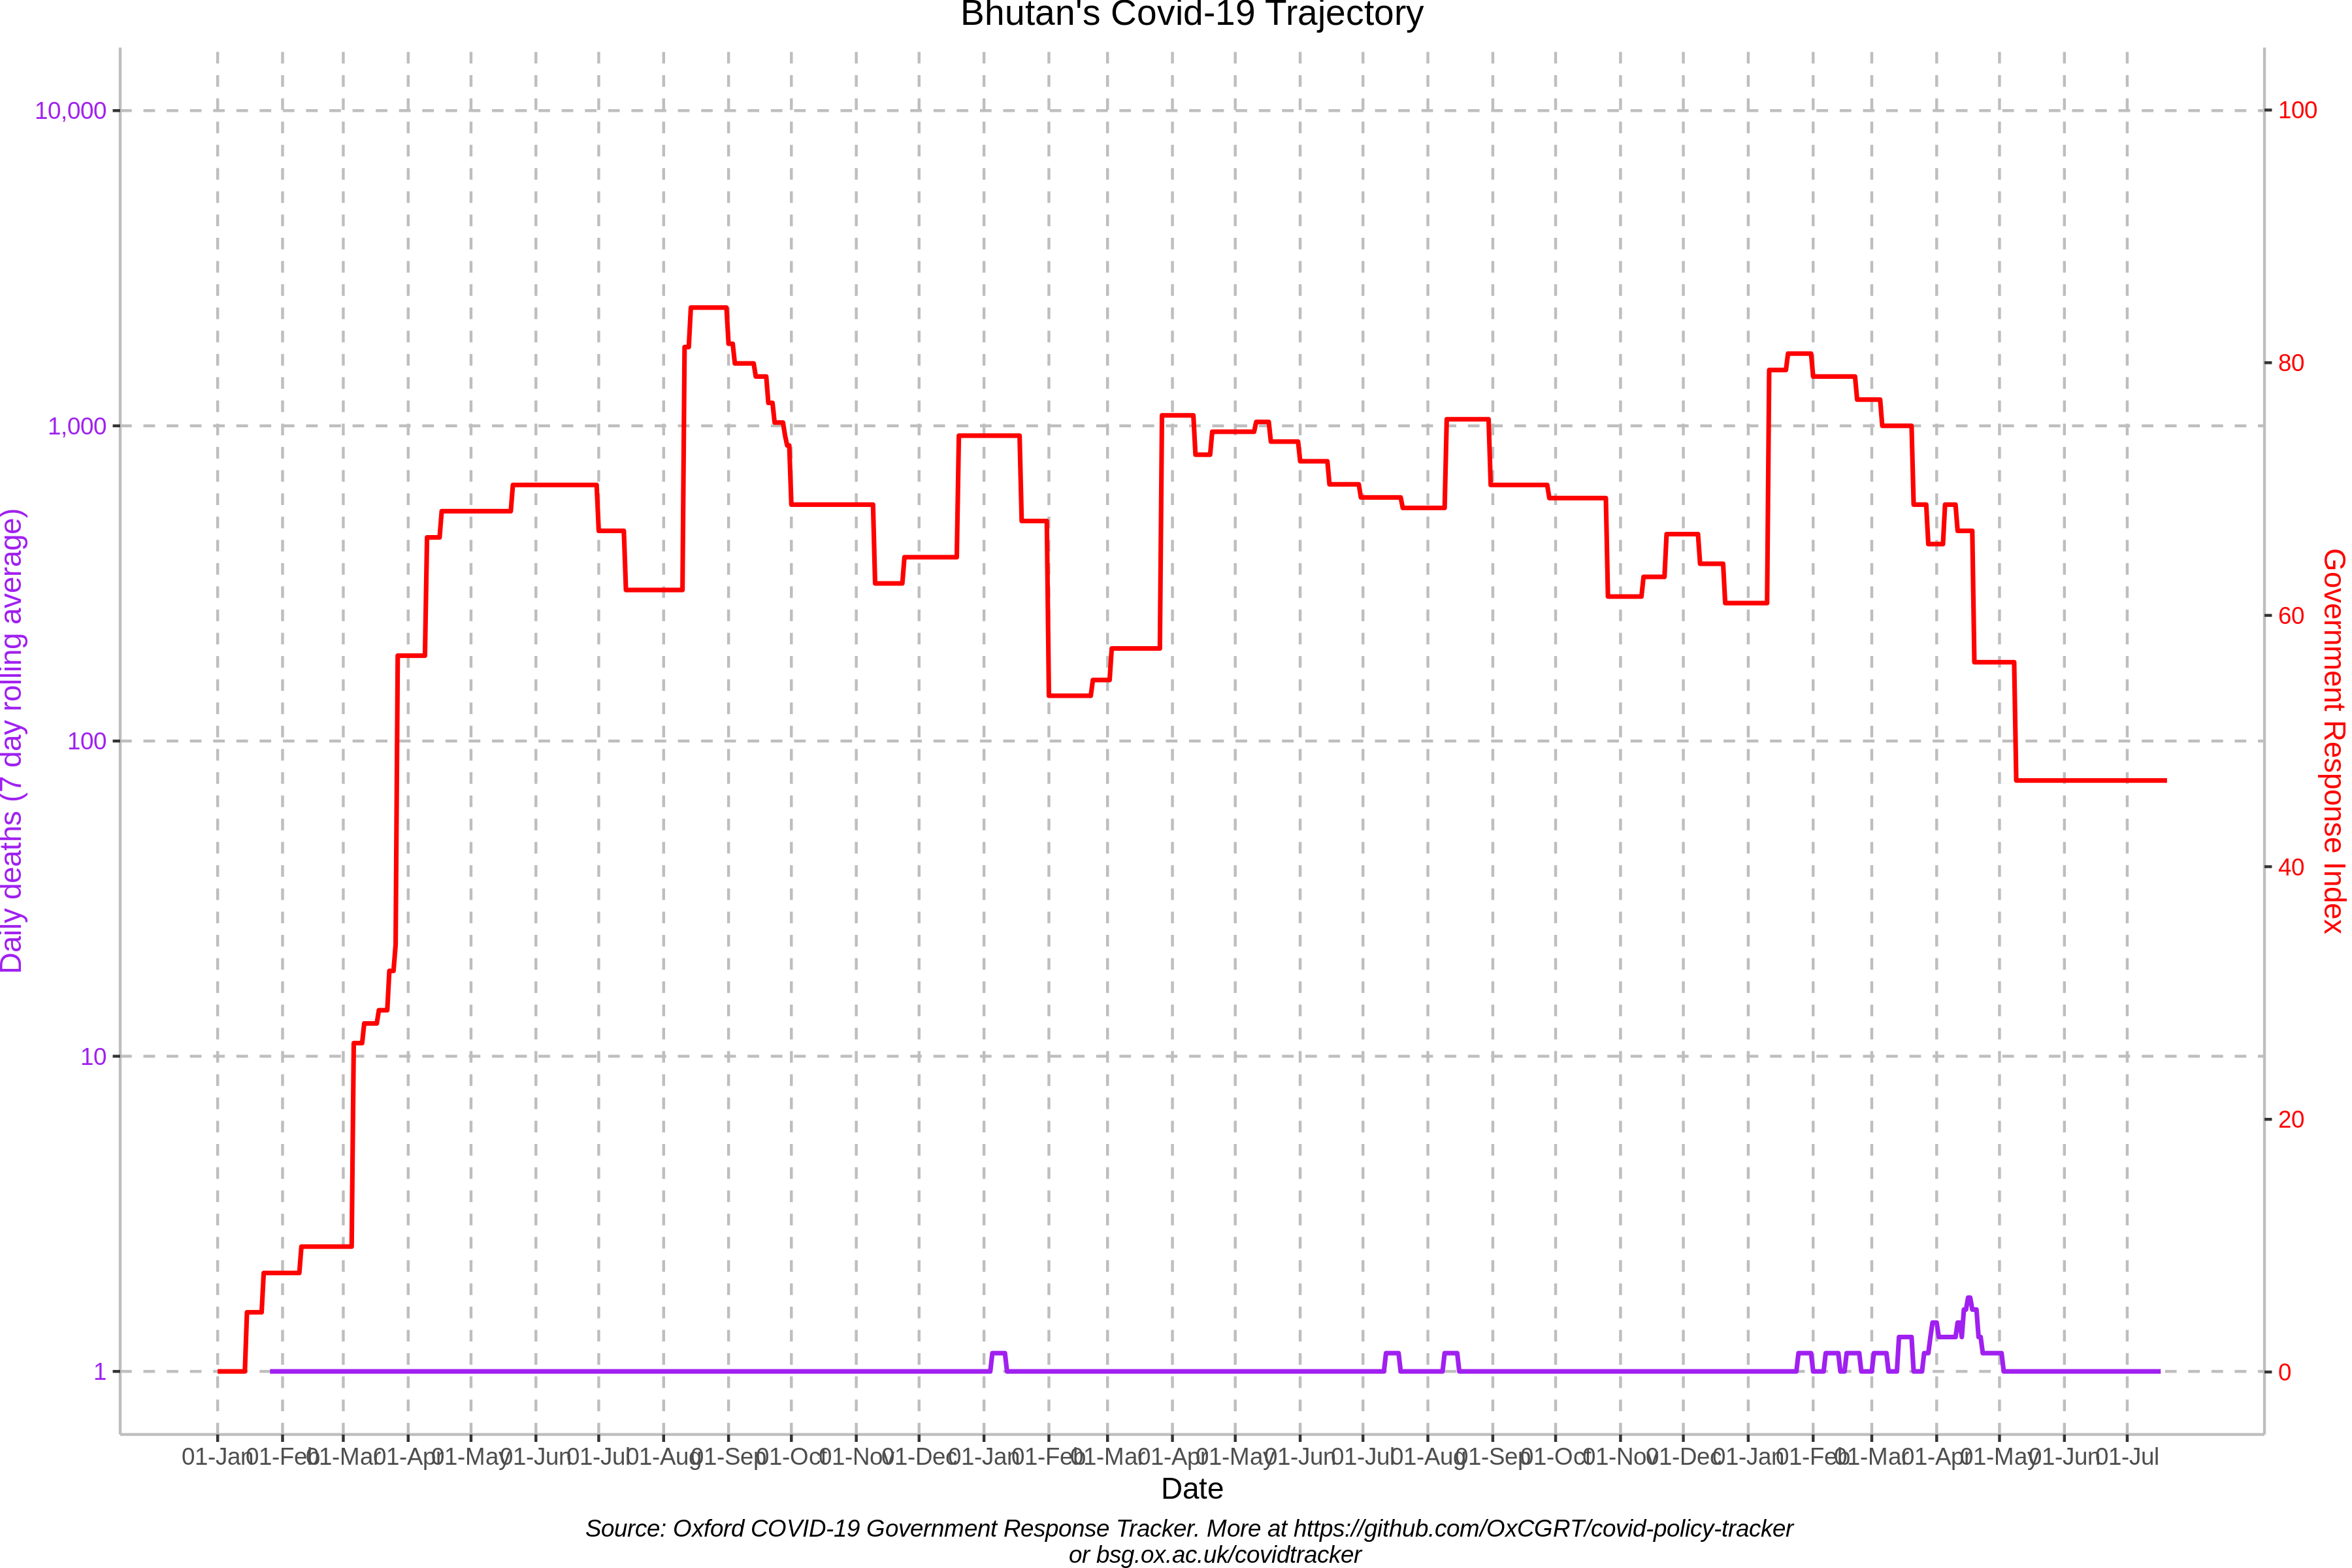 Bhutan's Covid-19 Trajectory
Daily deaths (7 day rolling average)
10,000
1,000
100
10
1
Government Response Index
100
80
60
40
20
0
01-Jan 01-Feb 01-Mar 01-Apr 01-May 01-Jun 01-Jul 01-Aug 01-Sep 01-Oct 01-Nov 01-Dec 01-Jan 01-Feb 01-Mar 01-Apr 01-May 01-Jun 01-Jul 01-Aug 01-Sep 01-Oct 01-Nov 01-Dec 01-Jan 01-Feb 01-Mar 01-Apr 01-May 01-Jun 01-Jul
Date
Source: Oxford COVID-19 Government Response Tracker. More at https://github.com/OxCGRT/covid-policy-tracker
or bsg.ox.ac.uk/covidtracker